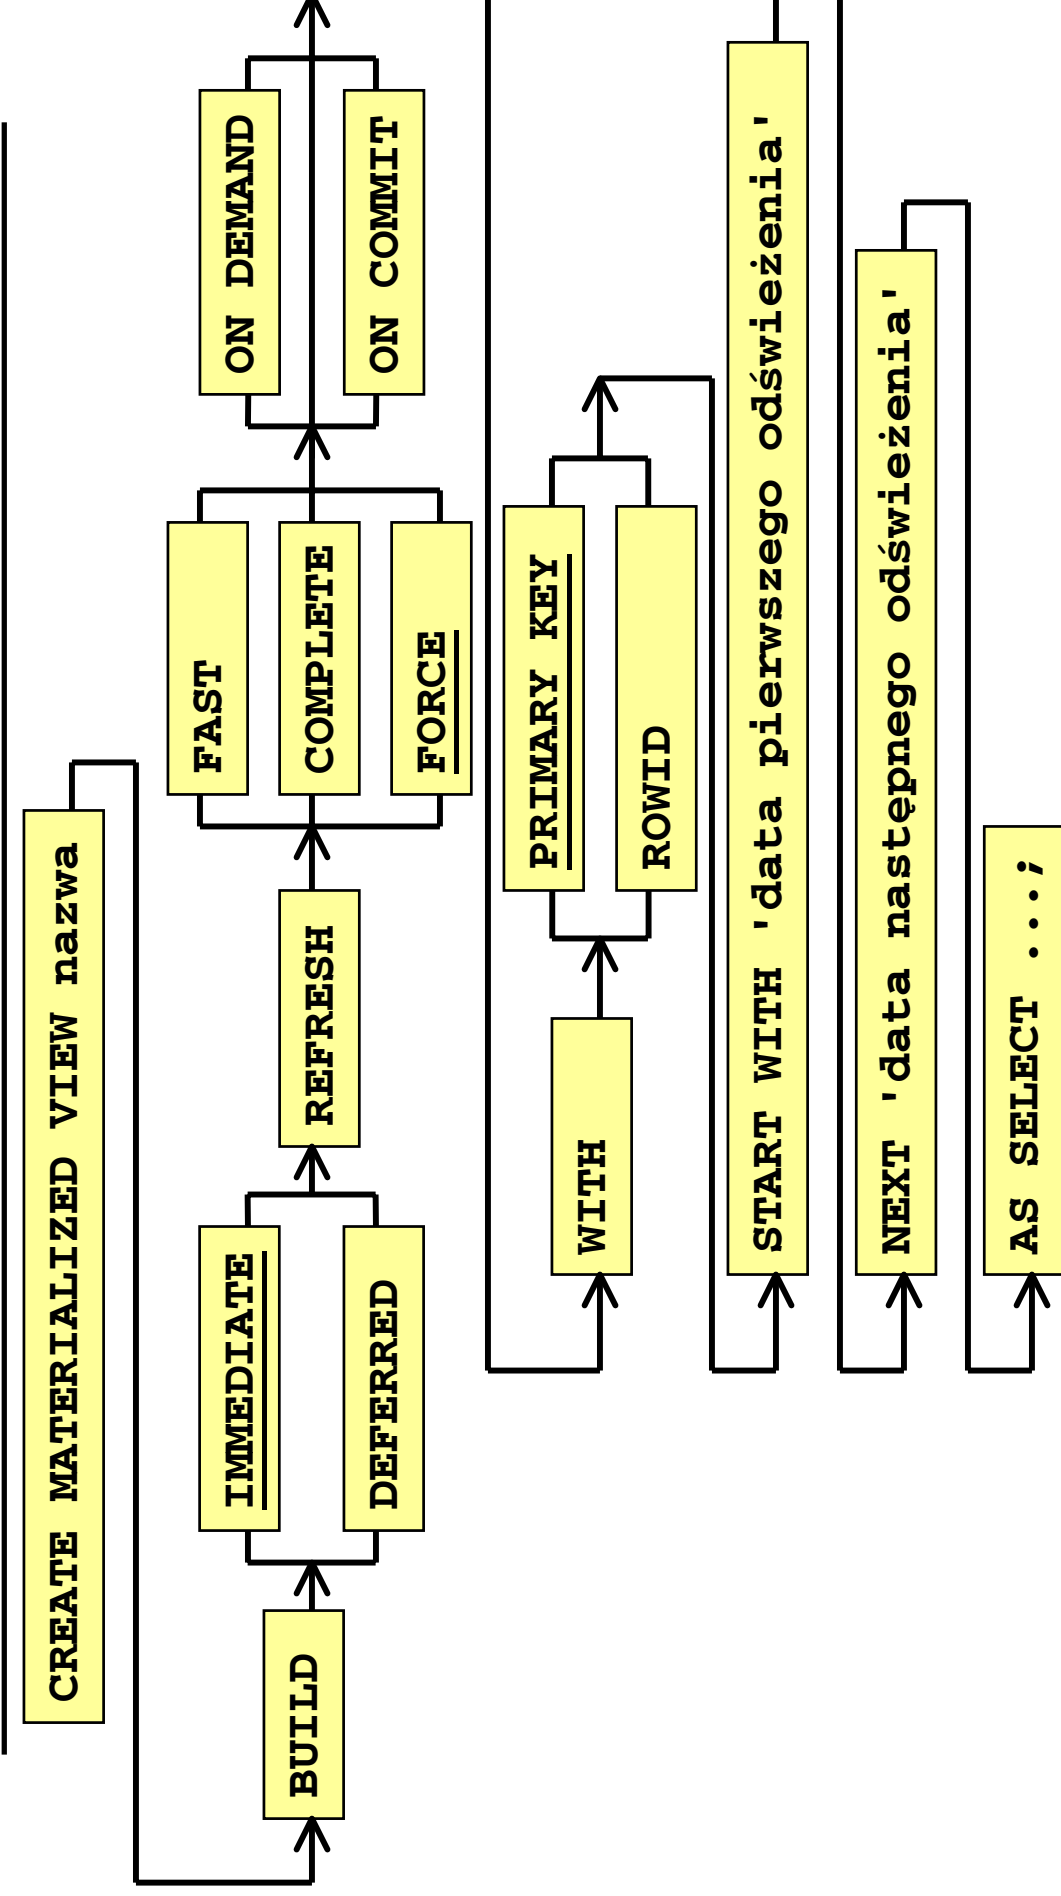 CREATE MATERIALIZED VIEW nazwa
BUILD
IMMEDIATE
DEFERRED
REFRESH
FAST
COMPLETE
FORCE
ON DEMAND
ON COMMIT
WITH
PRIMARY KEY
ROWID
START WITH 'data pierwszego odświeżenia'
NEXT 'data następnego odświeżenia'
AS SELECT ...;